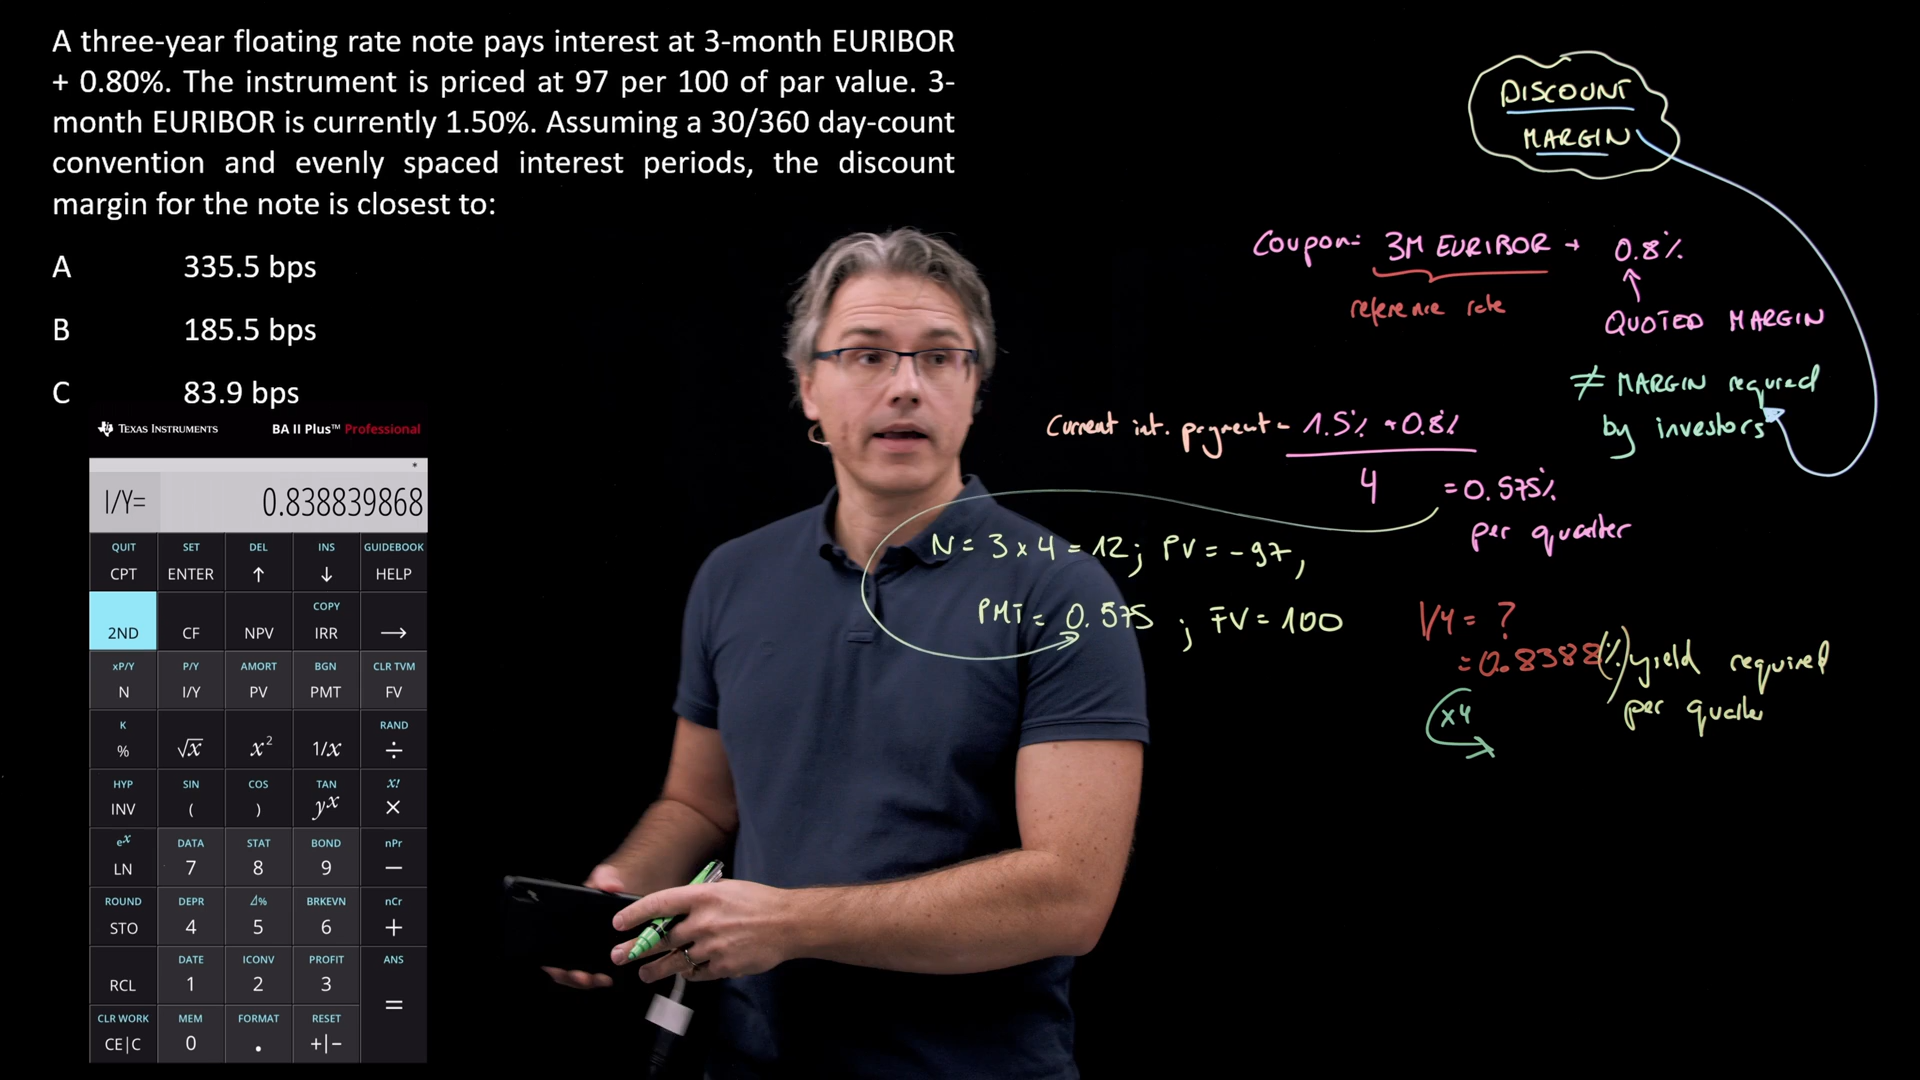 A three-year floating rate note pays interest at 3-month EURIBOR
+ 0.80%. The instrument is priced at 97 per 100 of par value. 3-
month EURIBOR is currently 1.50%. Assuming a 30/360 day-count
convention and evenly spaced interest periods, the discount
margin for the note is closest to:
A 335.5 bps
B 185.5 bps
C 83.9 bps
TEXAS INSTRUMENTS BA II Plus™ Professional
I/Y= 0.838839868
QUIT SET DEL INS GUIDEBOOK
CPT ENTER ↑ ↓ HELP
COPY
2ND CF NPV IRR →
xP/Y P/Y AMORT BGN CLR TVM
N I/Y PV PMT FV
K RAND
% √x x² 1/x ÷
HYP SIN COS TAN x!
INV ( ) yˣ ×
eˣ DATA STAT BOND nPr
LN 7 8 9 −
ROUND DEPR Δ% BRKEVN nCr
STO 4 5 6 +
DATE ICONV PROFIT ANS
RCL 1 2 3 =
CLR WORK MEM FORMAT RESET
CE|C 0 . +|−
DISCOUNT
MARGIN
Coupon = 3M EURIBOR + 0.8%
reference rate
QUOTED MARGIN
≠ MARGIN required
by investors
Current int. payment = 1.5% + 0.8%
4
= 0.575%
per quarter
N = 3 x 4 = 12; PV = -97,
PMT = 0.575 ; FV = 100
I/Y = ?
= 0.8388 (%) yield required
per quarter
x4